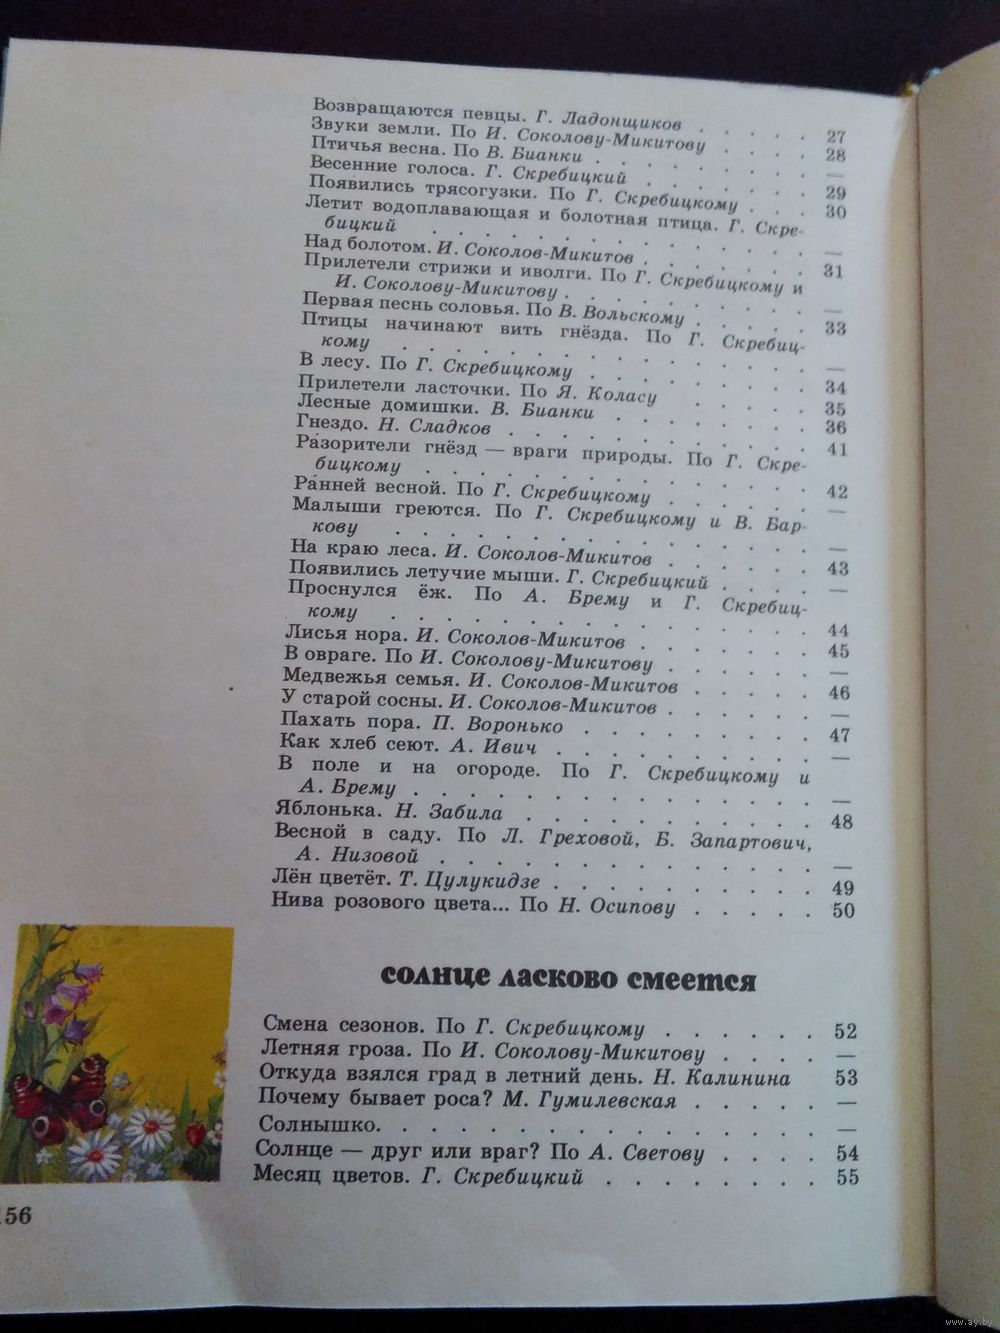 Возвращаются певцы. Г. Ладонщиков . . . . . 27
Звуки земли. По И. Соколову-Микитову . . . . 28
Птичья весна. По В. Бианки . . . . . . . . —
Весенние голоса. Г. Скребицкий . . . . . . . 29
Появились трясогузки. По Г. Скребицкому . . . 30
Летит водоплавающая и болотная птица. Г. Скре-
бицкий . . . . . . . . . . . . . . —
Над болотом. И. Соколов-Микитов . . . . . . . 31
Прилетели стрижи и иволги. По Г. Скребицкому и
И. Соколову-Микитову . . . . . . . . . —
Первая песнь соловья. По В. Вольскому . . . . . 33
Птицы начинают вить гнёзда. По Г. Скребиц-
кому . . . . . . . . . . . . . . . —
В лесу. По Г. Скребицкому . . . . . . . . 34
Прилетели ласточки. По Я. Коласу . . . . . 35
Лесные домишки. В. Бианки . . . . . . . 36
Гнездо. Н. Сладков . . . . . . . . . . . 41
Разорители гнёзд — враги природы. По Г. Скре-
бицкому . . . . . . . . . . . . . . 42
Ранней весной. По Г. Скребицкому . . . . . —
Малыши греются. По Г. Скребицкому и В. Бар-
кову . . . . . . . . . . . . . . . —
На краю леса. И. Соколов-Микитов . . . . . . 43
Появились летучие мыши. Г. Скребицкий . . . . —
Проснулся ёж. По А. Брему и Г. Скребиц-
кому . . . . . . . . . . . . . . . 44
Лисья нора. И. Соколов-Микитов . . . . . . . 45
В овраге. По И. Соколову-Микитову . . . . . . —
Медвежья семья. И. Соколов-Микитов . . . . . 46
У старой сосны. И. Соколов-Микитов . . . . . . —
Пахать пора. П. Воронько . . . . . . . . . 47
Как хлеб сеют. А. Ивич . . . . . . . . . . —
В поле и на огороде. По Г. Скребицкому и
А. Брему . . . . . . . . . . . . . . —
Яблонька. Н. Забила . . . . . . . . . . . 48
Весной в саду. По Л. Греховой, Б. Запартович,
А. Низовой . . . . . . . . . . . . . —
Лён цветёт. Т. Цулукидзе . . . . . . . . . . 49
Нива розового цвета... По Н. Осипову . . . . . 50
СОЛНЦЕ ЛАСКОВО СМЕЕТСЯ
Смена сезонов. По Г. Скребицкому . . . . . . 52
Летняя гроза. По И. Соколову-Микитову . . . . —
Откуда взялся град в летний день. Н. Калинина 53
Почему бывает роса? М. Гумилевская . . . . . —
Солнышко. . . . . . . . . . . . . . . . . —
Солнце — друг или враг? По А. Светову . . . . 54
Месяц цветов. Г. Скребицкий . . . . . . . . 55
156
www.ay.by